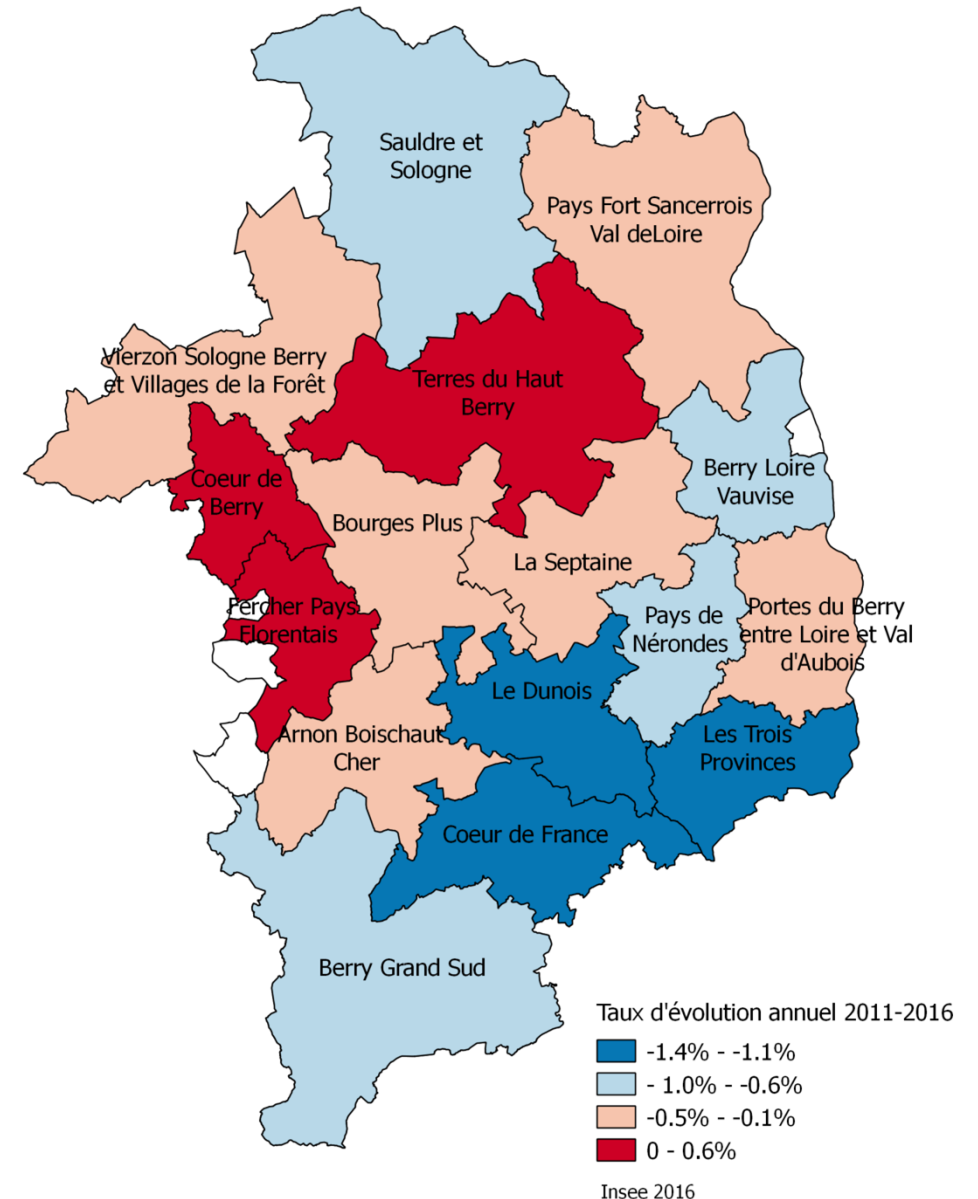 Sauldre et
Sologne
Pays Fort Sancerrois
Val deLoire
Vierzon Sologne Berry
et Villages de la Forêt
Terres du Haut
Berry
Berry Loire
Vauvise
Coeur de
Berry
Bourges Plus
La Septaine
Fercher Pays
Florentais
Pays de
Nérondes
Portes du Berry
entre Loire et Val
d'Aubois
Le Dunois
Arnon Boischaut
Cher
Les Trois
Provinces
Coeur de France
Berry Grand Sud
Taux d'évolution annuel 2011-2016
-1.4% - -1.1%
- 1.0% - -0.6%
-0.5% - -0.1%
0 - 0.6%
Insee 2016